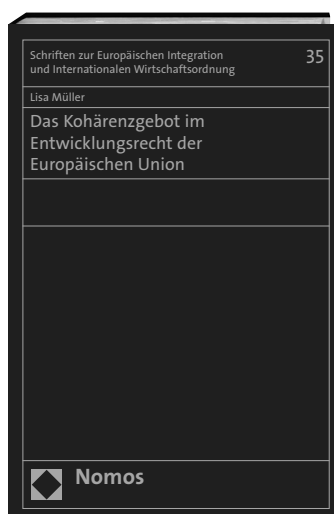 Schriften zur Europäischen Integration
und Internationalen Wirtschaftsordnung
35
Lisa Müller
Das Kohärenzgebot im
Entwicklungsrecht der
Europäischen Union
Nomos